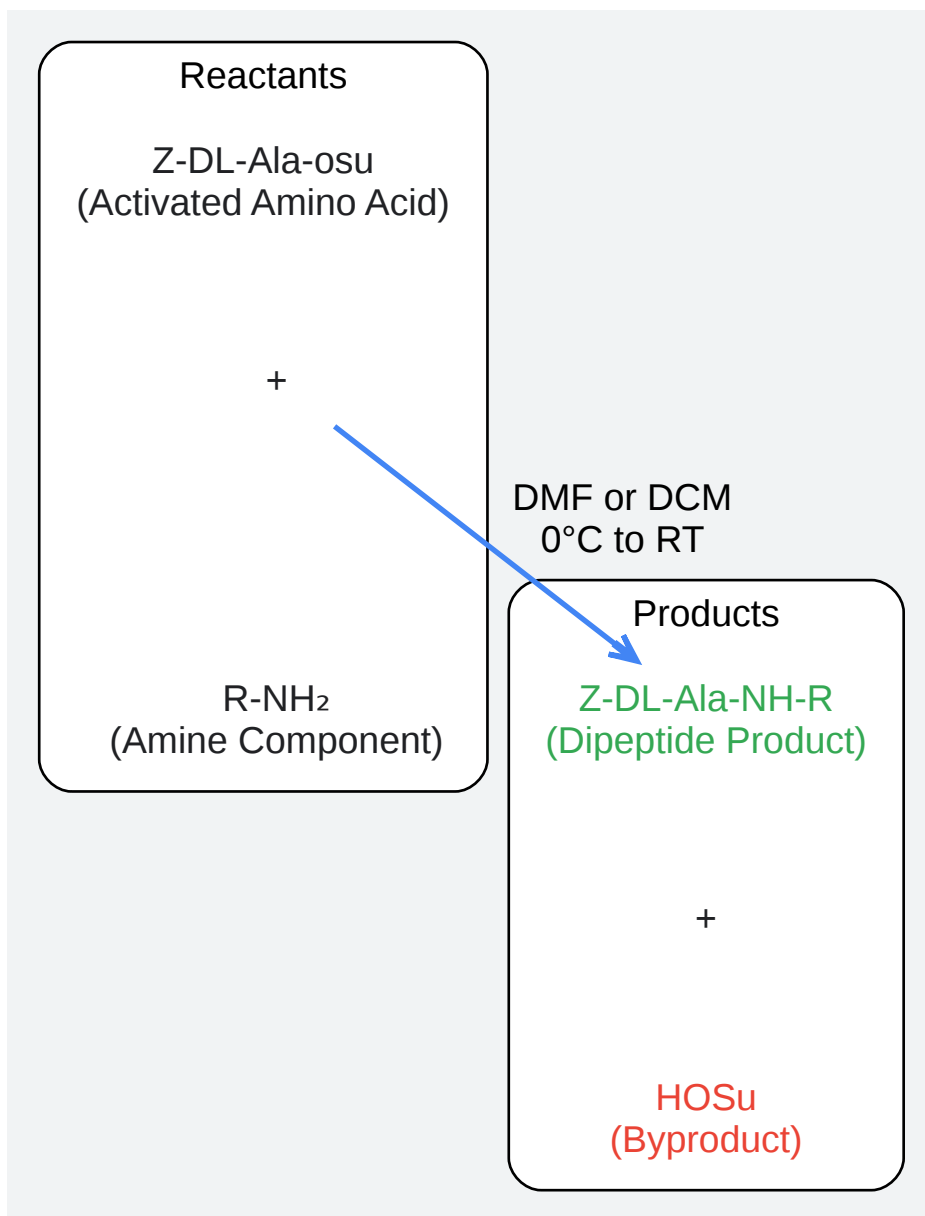 Reactants
Z-DL-Ala-osu
(Activated Amino Acid)
+
R-NH₂
(Amine Component)
DMF or DCM
0°C to RT
Products
Z-DL-Ala-NH-R
(Dipeptide Product)
+
HOSu
(Byproduct)